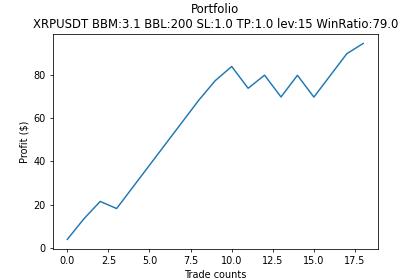 Portfolio
XRPUSDT BBM:3.1 BBL:200 SL:1.0 TP:1.0 lev:15 WinRatio:79.0
Profit ($)
80
60
40
20
0
0.0 2.5 5.0 7.5 10.0 12.5 15.0 17.5
Trade counts